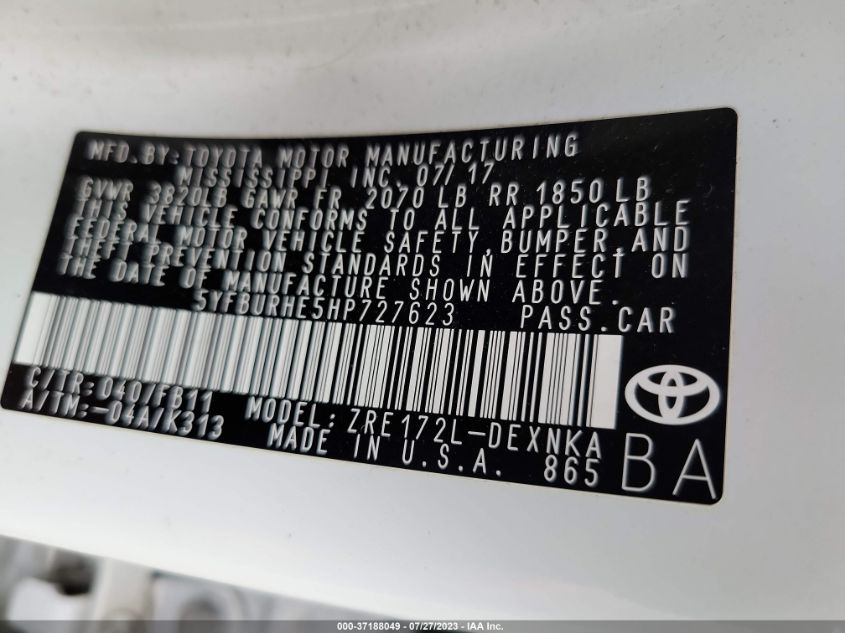 MFD. BY: TOYOTA MOTOR MANUFACTURING
MISSISSIPPI INC. 07/17
GVWR 3820LB GAWR FR 2070 LB RR 1850 LB
THIS VEHICLE CONFORMS TO ALL APPLICABLE
FEDERAL MOTOR VEHICLE SAFETY, BUMPER, AND
THEFT PREVENTION STANDARDS IN EFFECT ON
THE DATE OF MANUFACTURE SHOWN ABOVE.
5YFBURHE5HP727623 PASS. CAR
C/TR: 040/FB11 MODEL: ZRE172L-DEXNKA
A/TM: -04A/K313 MADE IN U.S.A. 865 BA
000-37188049 - 07/27/2023 - IAA Inc.